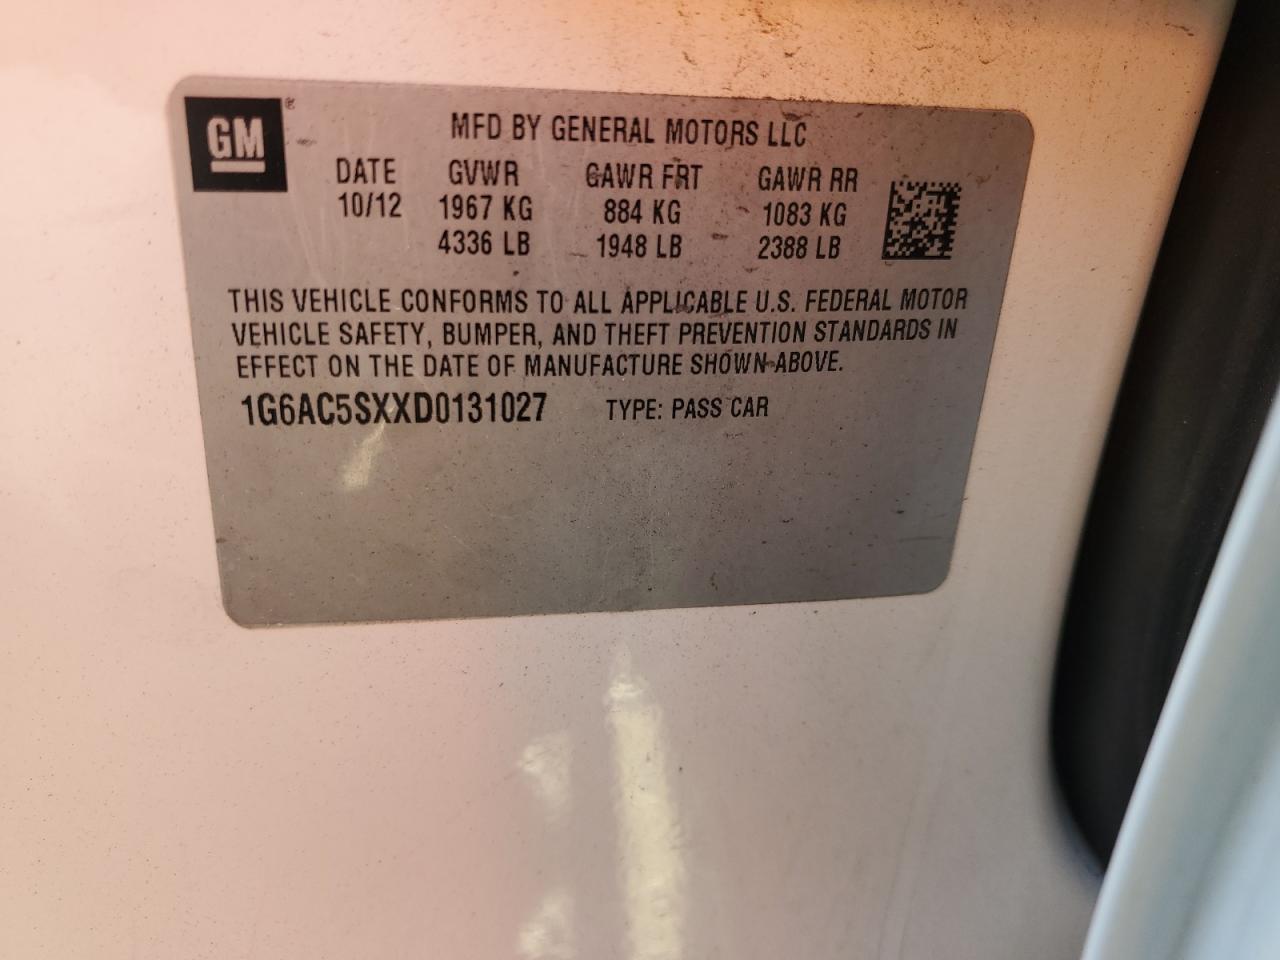 GM®
MFD BY GENERAL MOTORS LLC
DATE GVWR GAWR FRT GAWR RR
10/12 1967 KG 884 KG 1083 KG
4336 LB 1948 LB 2388 LB
THIS VEHICLE CONFORMS TO ALL APPLICABLE U.S. FEDERAL MOTOR
VEHICLE SAFETY, BUMPER, AND THEFT PREVENTION STANDARDS IN
EFFECT ON THE DATE OF MANUFACTURE SHOWN ABOVE.
1G6AC5SXXD0131027 TYPE: PASS CAR